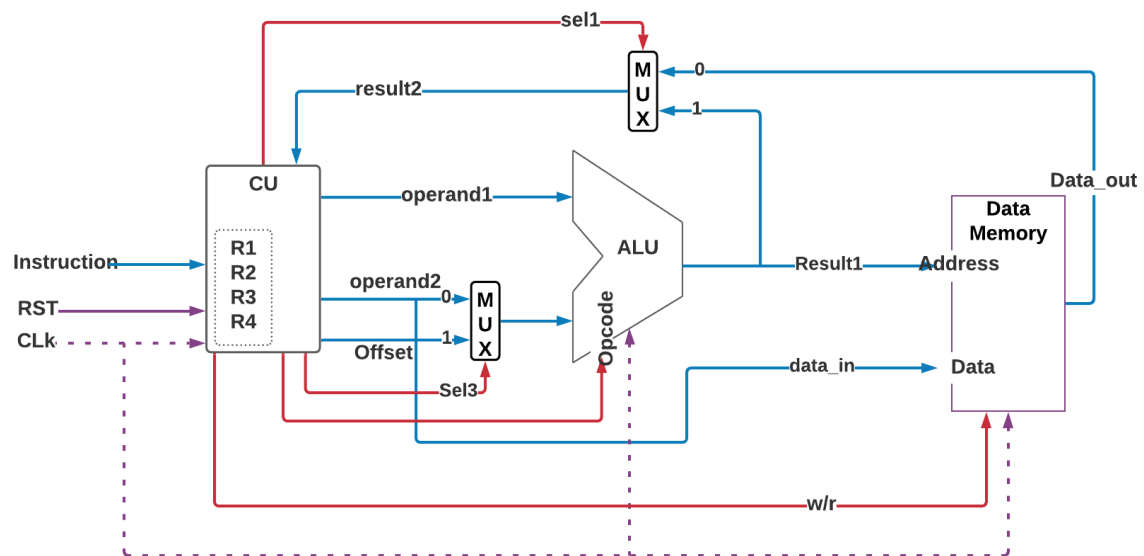 sel1
M
U
X
0
1
result2
CU
R1
R2
R3
R4
Instruction
RST
CLk
operand1
operand2
0
1
Offset
M
U
X
Sel3
ALU
Opcode
Result1
Data_out
Data
Memory
Address
Data
data_in
w/r